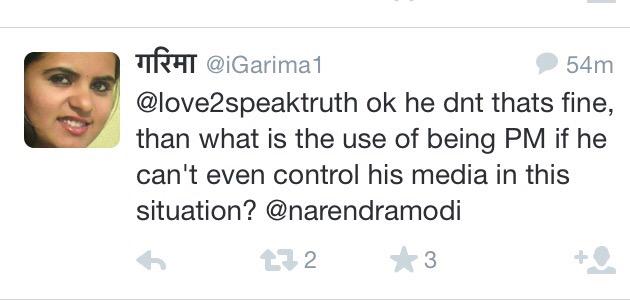 गरिमा @iGarima1 54m
@love2speaktruth ok he dnt thats fine,
than what is the use of being PM if he
can't even control his media in this
situation? @narendramodi
2 3